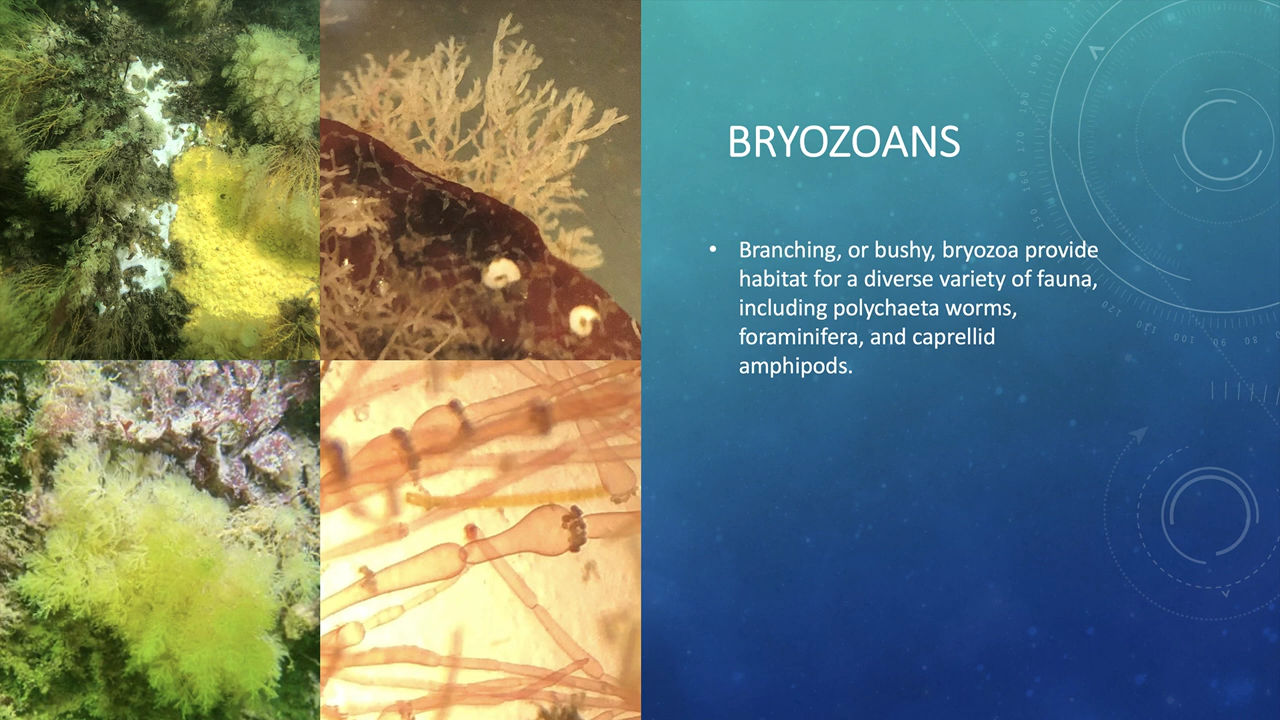 BRYOZOANS
• Branching, or bushy, bryozoa provide
habitat for a diverse variety of fauna,
including polychaeta worms,
foraminifera, and caprellid
amphipods.